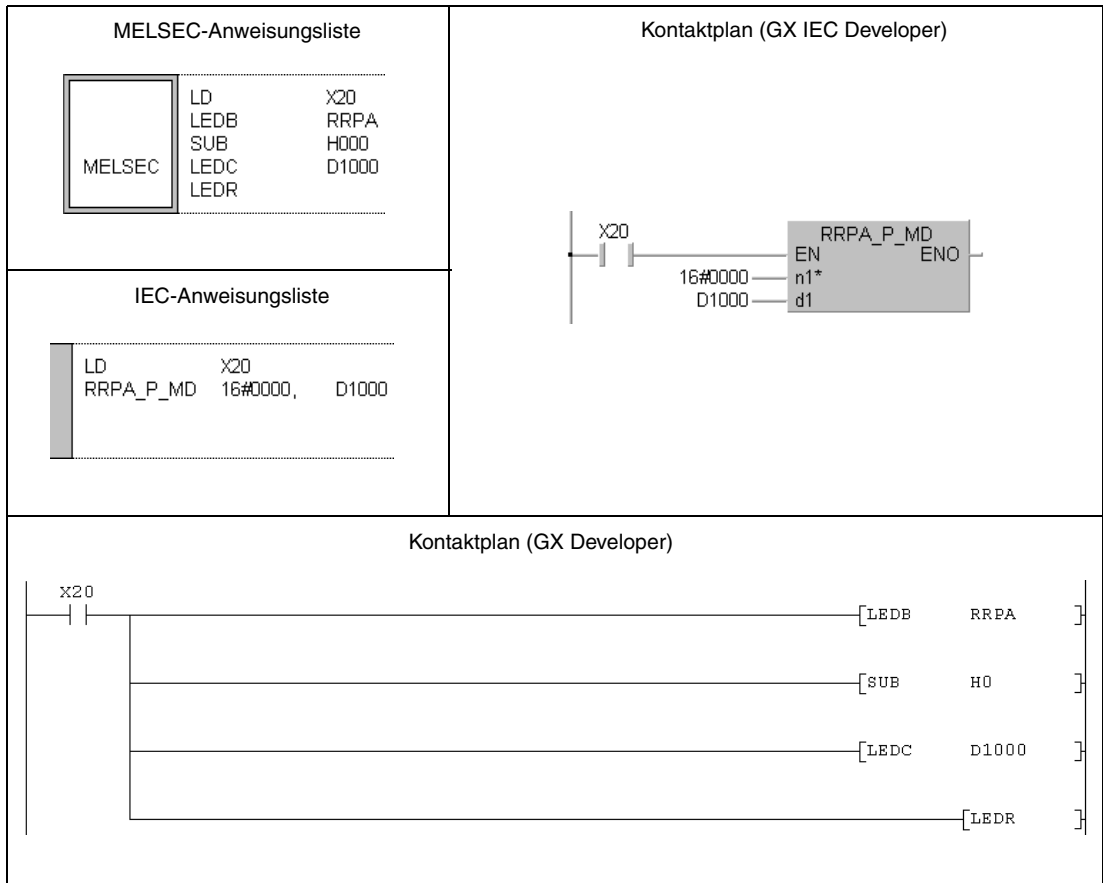 MELSEC-Anweisungsliste
MELSEC
LD X20
LEDB RRPA
SUB H000
LEDC D1000
LEDR
IEC-Anweisungsliste
LD X20
RRPA_P_MD 16#0000, D1000
Kontaktplan (GX IEC Developer)
X20
RRPA_P_MD
EN ENO
16#0000 n1*
D1000 d1
Kontaktplan (GX Developer)
X20
LEDB RRPA
SUB H0
LEDC D1000
LEDR